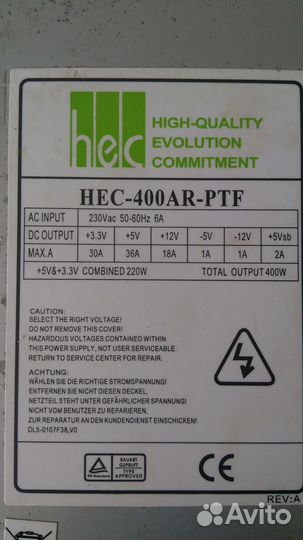 hec
HIGH-QUALITY
EVOLUTION
COMMITMENT
HEC-400AR-PTF
AC INPUT 230Vac 50-60Hz 6A
DC OUTPUT +3.3V +5V +12V -5V -12V +5Vsb
MAX.A 30A 36A 18A 1A 1A 2A
+5V&+3.3V COMBINED 220W TOTAL OUTPUT 400W
CAUTION:
SELECT THE RIGHT VOLTAGE!
DO NOT REMOVE THIS COVER!
HAZARDOUS VOLTAGES CONTAINED WITHIN
THIS POWER SUPPLY, NOT USER SERVICEABLE.
RETURN TO SERVICE CENTER FOR REPAIR.
ACHTUNG:
WÄHLEN SIE DIE RICHTIGE STROMSPANNUNG!
ENTFERNEN SIE NICHT DIESEN DECKEL,
NETZTEIL STEHT UNTER GEFÄHRLICHER SPANNUNG!
NICHT VOM BENUTZER ZU REPARIEREN,
ZUR REPARATUR AN DEN KUNDENDIENST EINSCHICKEN!
DL5-0107F38,V0
TÜV Rheinland
BAUART
GEPRÜFT
TYPE
APPROVED
CE
REV:A
Avito